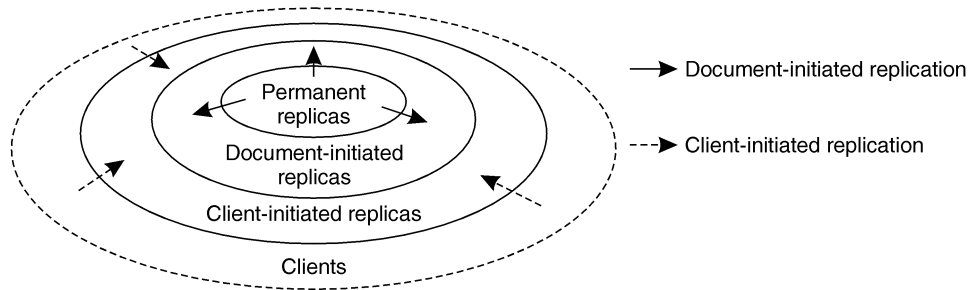 Permanent
replicas
Document-initiated
replicas
Client-initiated replicas
Clients
Document-initiated replication
Client-initiated replication